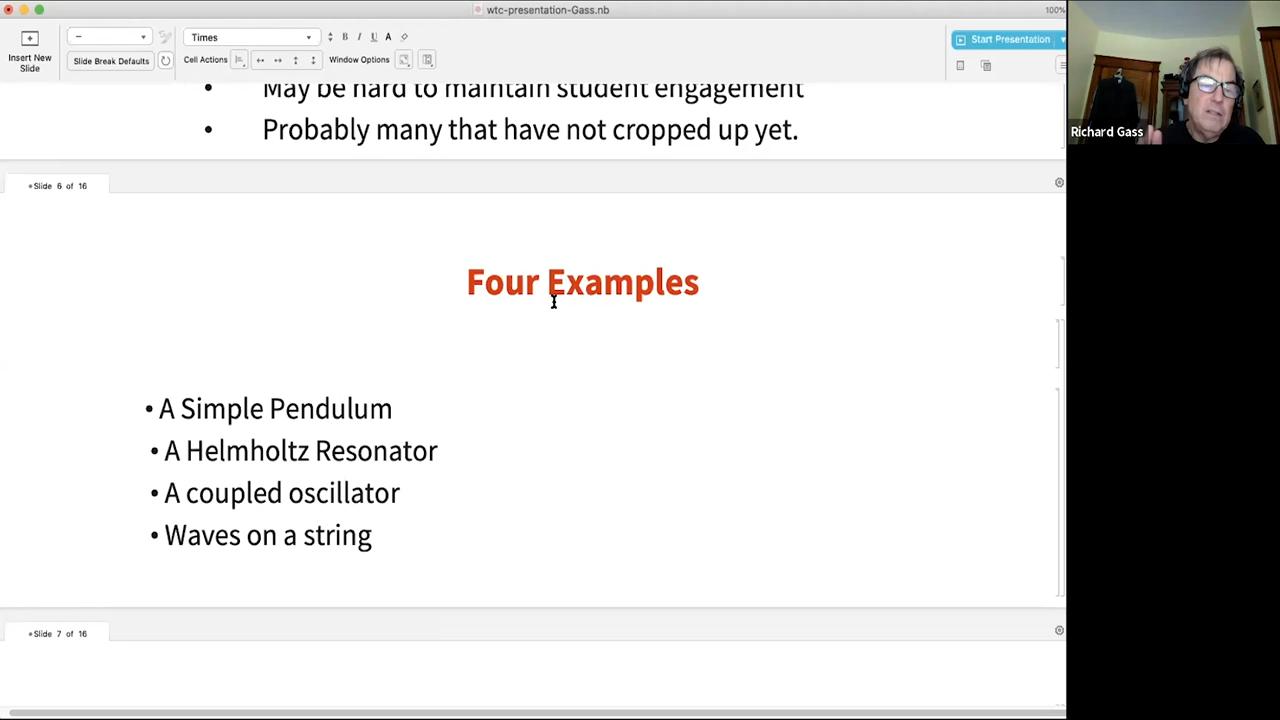 wtc-presentation-Gass.nb
100%
Insert New Slide
Slide Break Defaults
Times
B I U A
Cell Actions
Window Options
Start Presentation
• May be hard to maintain student engagement
• Probably many that have not cropped up yet.
Slide 6 of 16
Four Examples
• A Simple Pendulum
• A Helmholtz Resonator
• A coupled oscillator
• Waves on a string
Slide 7 of 16
Richard Gass